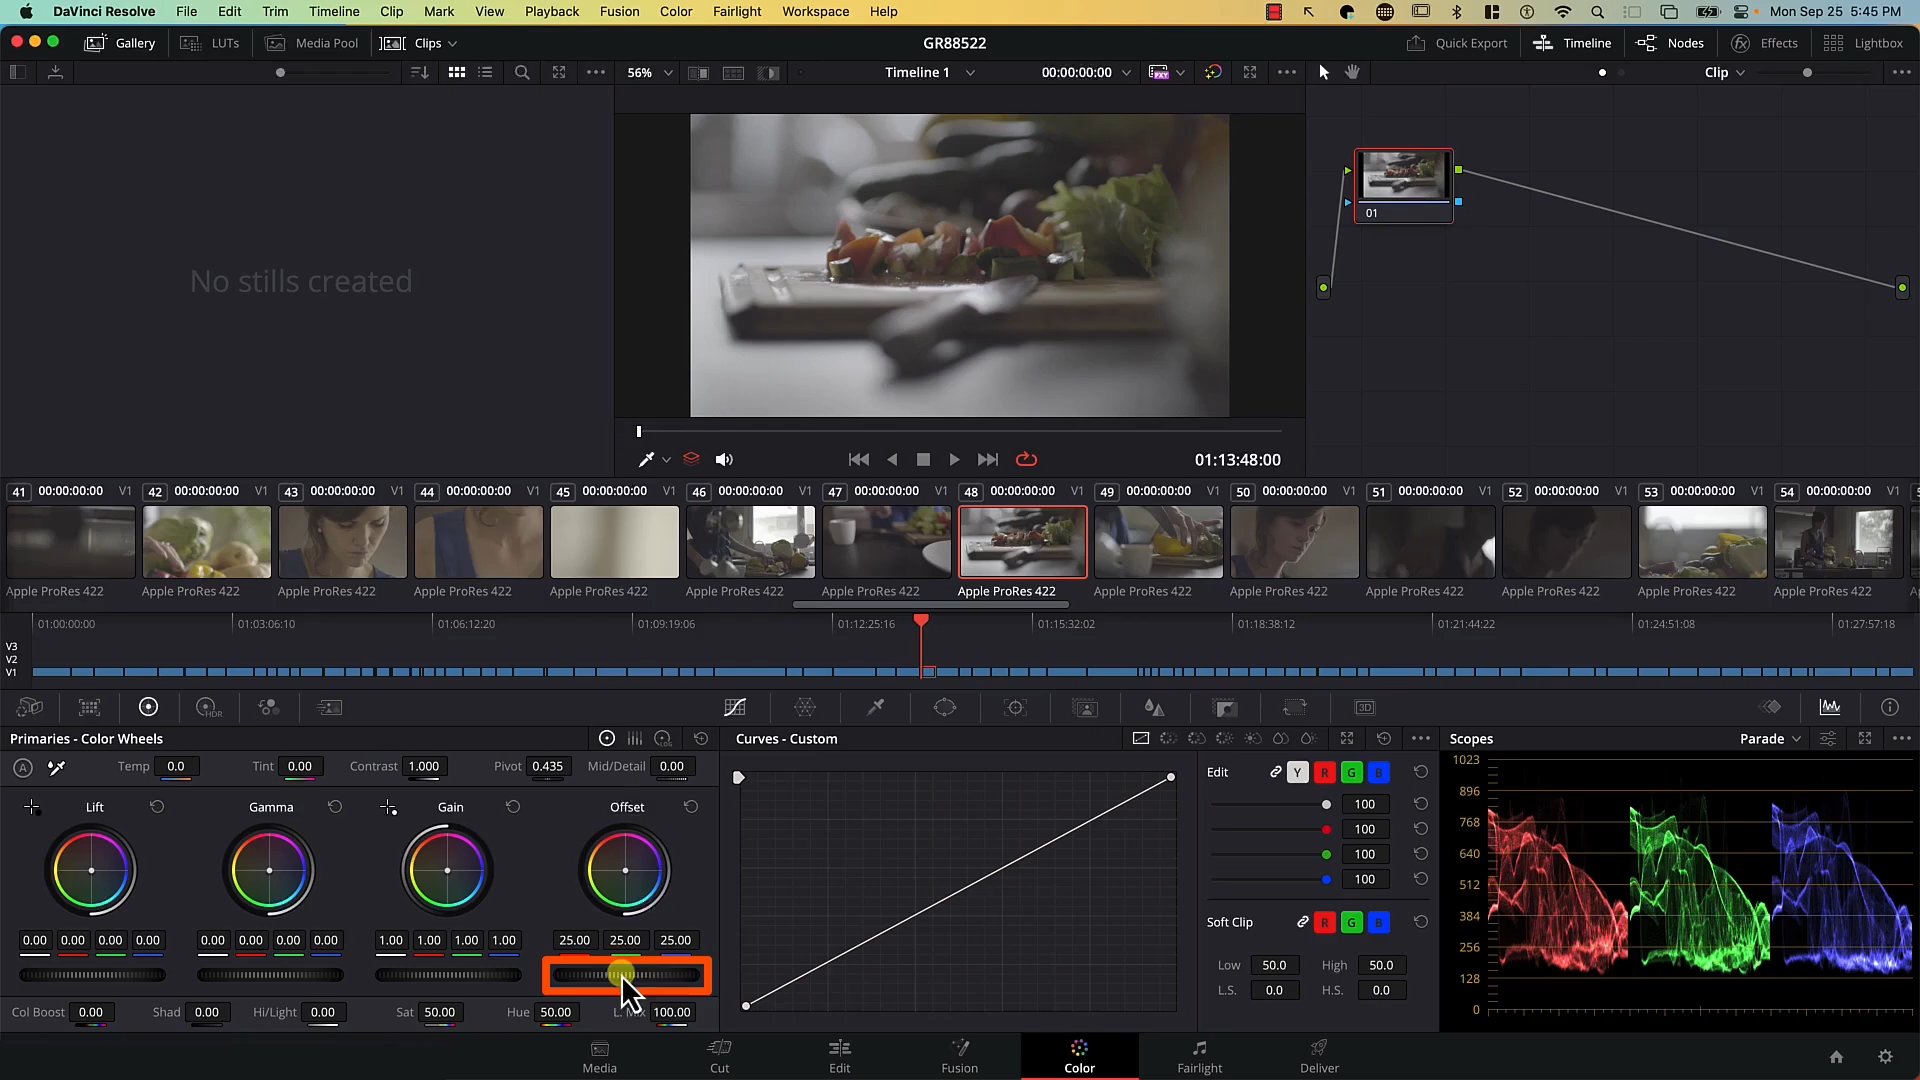 DaVinci Resolve File Edit Trim Timeline Clip Mark View Playback Fusion Color Fairlight Workspace Help Mon Sep 25 5:45 PM
Gallery LUTs Media Pool Clips GR88522 Quick Export Timeline Nodes Effects Lightbox
56% Timeline 1 00:00:00:00 Clip
No stills created
01
01:13:48:00
41 00:00:00:00 V1 42 00:00:00:00 V1 43 00:00:00:00 V1 44 00:00:00:00 V1 45 00:00:00:00 V1 46 00:00:00:00 V1 47 00:00:00:00 V1 48 00:00:00:00 V1 49 00:00:00:00 V1 50 00:00:00:00 V1 51 00:00:00:00 V1 52 00:00:00:00 V1 53 00:00:00:00 V1 54 00:00:00:00 V1
Apple ProRes 422 Apple ProRes 422 Apple ProRes 422 Apple ProRes 422 Apple ProRes 422 Apple ProRes 422 Apple ProRes 422 Apple ProRes 422 Apple ProRes 422 Apple ProRes 422 Apple ProRes 422 Apple ProRes 422 Apple ProRes 422 Apple ProRes 422
01:00:00:00 01:03:06:10 01:06:12:20 01:09:19:06 01:12:25:16 01:15:32:02 01:18:38:12 01:21:44:22 01:24:51:08 01:27:57:18
V3
V2
V1
HDR 3D
Primaries - Color Wheels LOG Curves - Custom Scopes Parade
A Temp 0.0 Tint 0.00 Contrast 1.000 Pivot 0.435 Mid/Detail 0.00
Lift Gamma Gain Offset
0.00 0.00 0.00 0.00 0.00 0.00 0.00 0.00 1.00 1.00 1.00 1.00 25.00 25.00 25.00
Col Boost 0.00 Shad 0.00 Hi/Light 0.00 Sat 50.00 Hue 50.00 100.00
Edit Y R G B
100
100
100
100
Soft Clip R G B
Low 50.0 High 50.0
L.S. 0.0 H.S. 0.0
1023
896
768
640
512
384
256
128
0
Media Cut Edit Fusion Color Fairlight Deliver